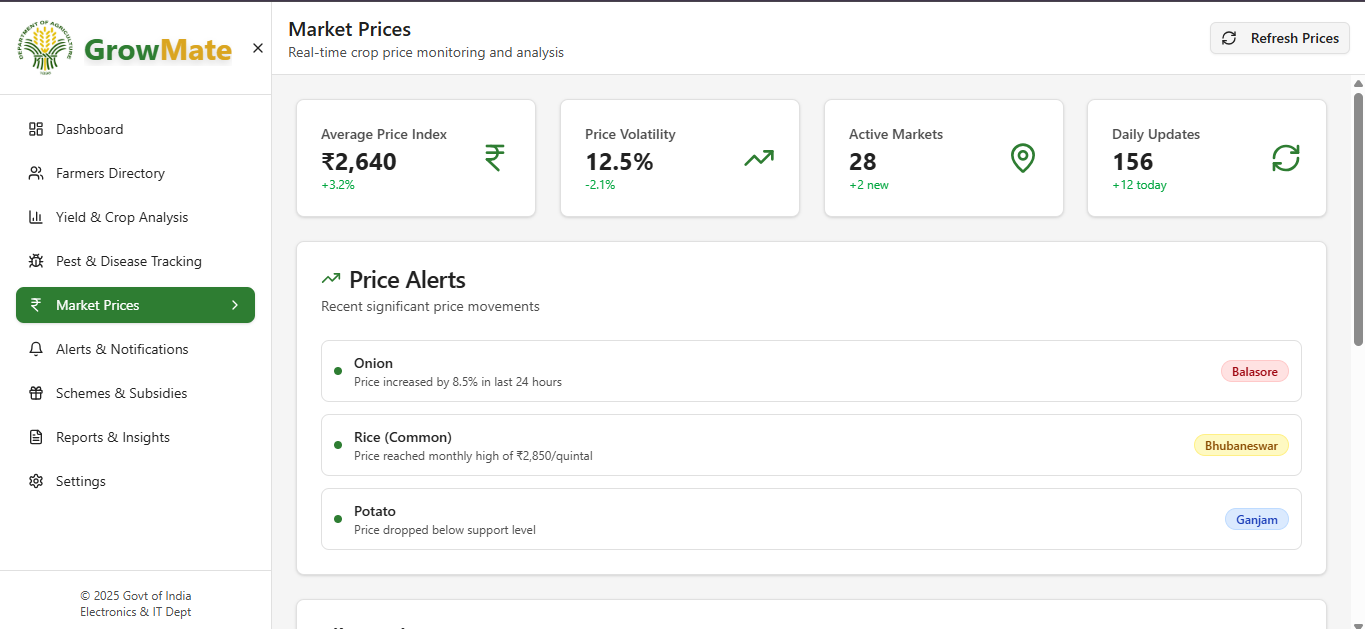 DEPARTMENT OF AGRICULTURE
GrowMate
Dashboard
Farmers Directory
Yield & Crop Analysis
Pest & Disease Tracking
Market Prices
Alerts & Notifications
Schemes & Subsidies
Reports & Insights
Settings
© 2025 Govt of India
Electronics & IT Dept
Market Prices
Real-time crop price monitoring and analysis
Refresh Prices
Average Price Index
₹2,640
+3.2%
Price Volatility
12.5%
-2.1%
Active Markets
28
+2 new
Daily Updates
156
+12 today
Price Alerts
Recent significant price movements
Onion
Price increased by 8.5% in last 24 hours
Balasore
Rice (Common)
Price reached monthly high of ₹2,850/quintal
Bhubaneswar
Potato
Price dropped below support level
Ganjam